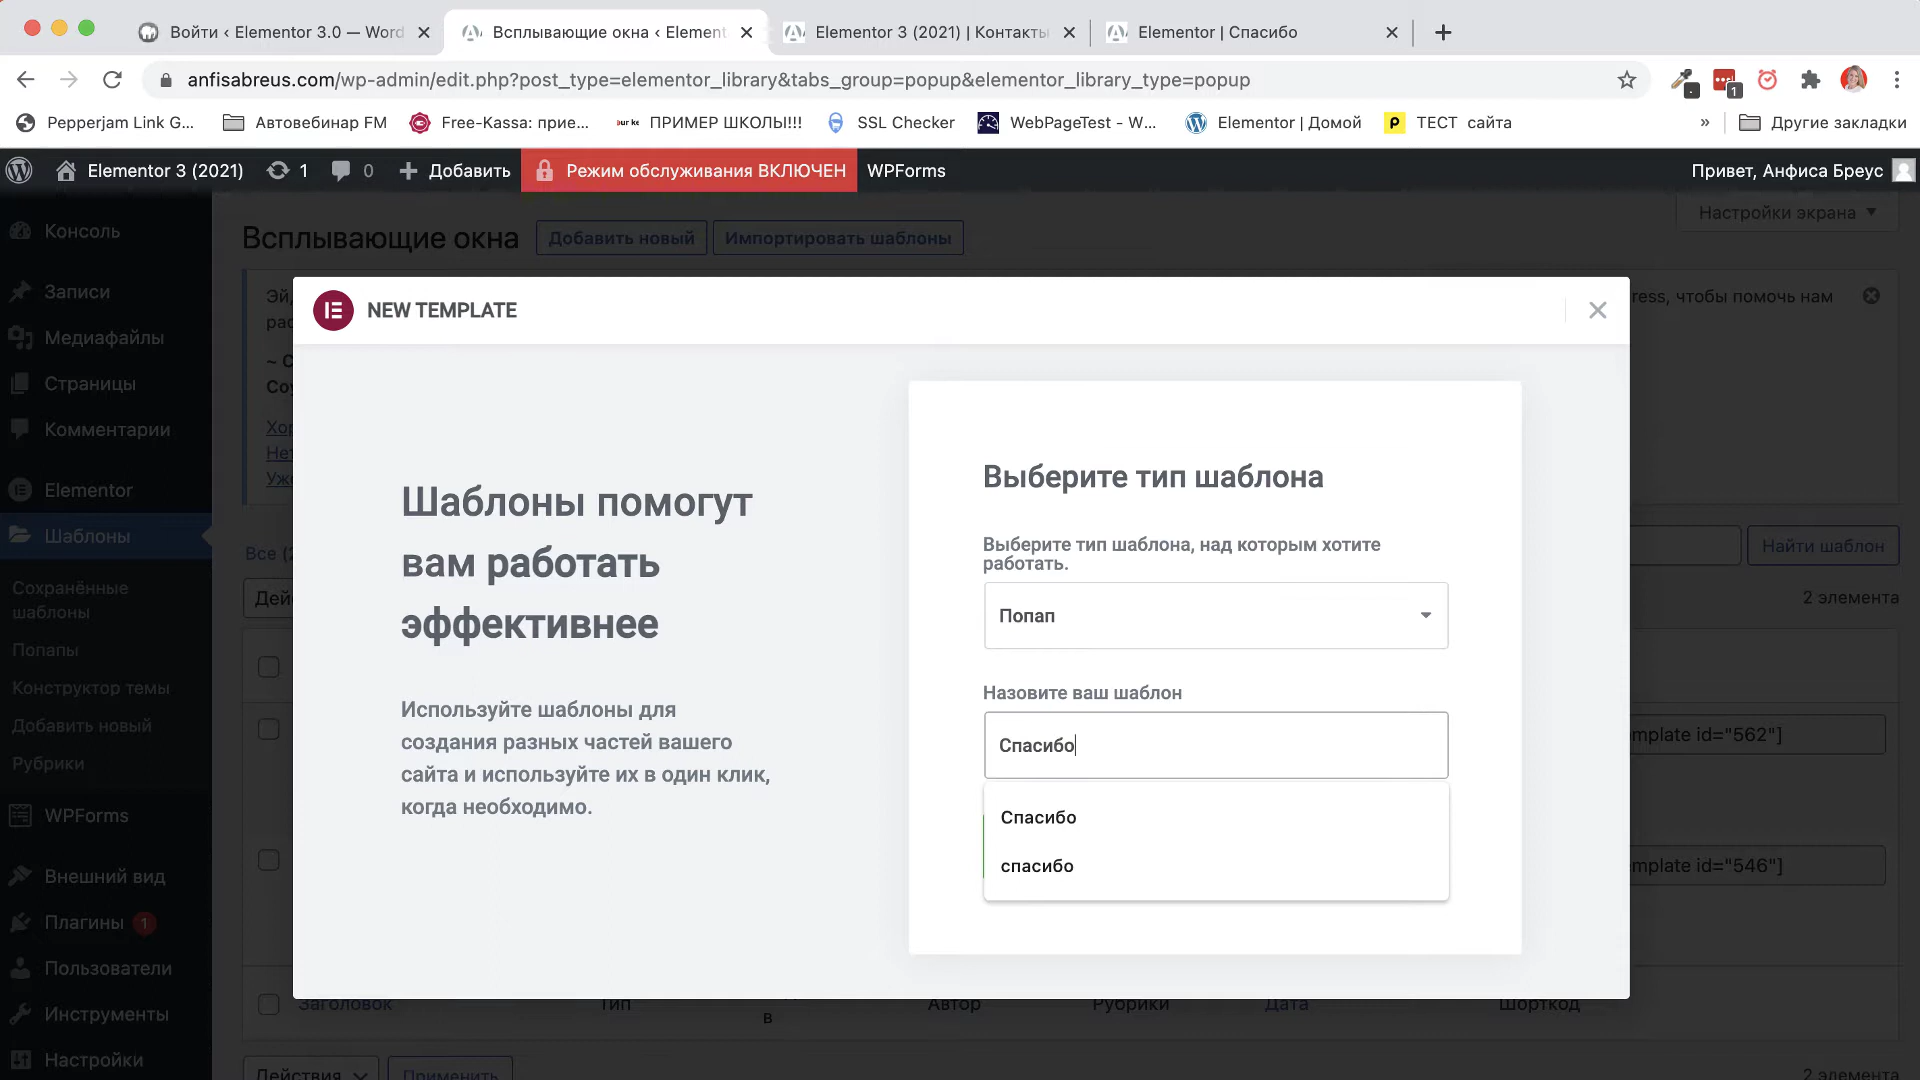 Войти ‹ Elementor 3.0 — Word
Всплывающие окна ‹ Element
Elementor 3 (2021) | Контакты
Elementor | Спасибо
anfisabreus.com/wp-admin/edit.php?post_type=elementor_library&tabs_group=popup&elementor_library_type=popup
1
Pepperjam Link G...
Автовебинар FM
Free-Kassa: прие...
ПРИМЕР ШКОЛЫ!!!
SSL Checker
WebPageTest - W...
Elementor | Домой
ТЕСТ сайта
»
Другие закладки
Elementor 3 (2021)
1
0
Добавить
Режим обслуживания ВКЛЮЧЕН
WPForms
Привет, Анфиса Бреус
Консоль
Записи
Медиафайлы
Страницы
Комментарии
Elementor
Шаблоны
Сохранённые
шаблоны
Попапы
Конструктор темы
Добавить новый
Рубрики
WPForms
Внешний вид
Плагины 1
Пользователи
Инструменты
Настройки
Всплывающие окна
Добавить новый
Импортировать шаблоны
Настройки экрана
Эй,
ress, чтобы помочь нам
рас
~ С
Соу
Хор
Нет
Уже
Все (2
Найти шаблон
Дей
2 элемента
mplate id="562"]
mplate id="546"]
NEW TEMPLATE
Шаблоны помогут
вам работать
эффективнее
Используйте шаблоны для
создания разных частей вашего
сайта и используйте их в один клик,
когда необходимо.
Выберите тип шаблона
Выберите тип шаблона, над которым хотите
работать.
Попап
Назовите ваш шаблон
Спасибо
Спасибо
спасибо
Заголовок
Тип
в
Автор
Рубрики
Дата
Шорткод
Действия
Применить
2 элемента